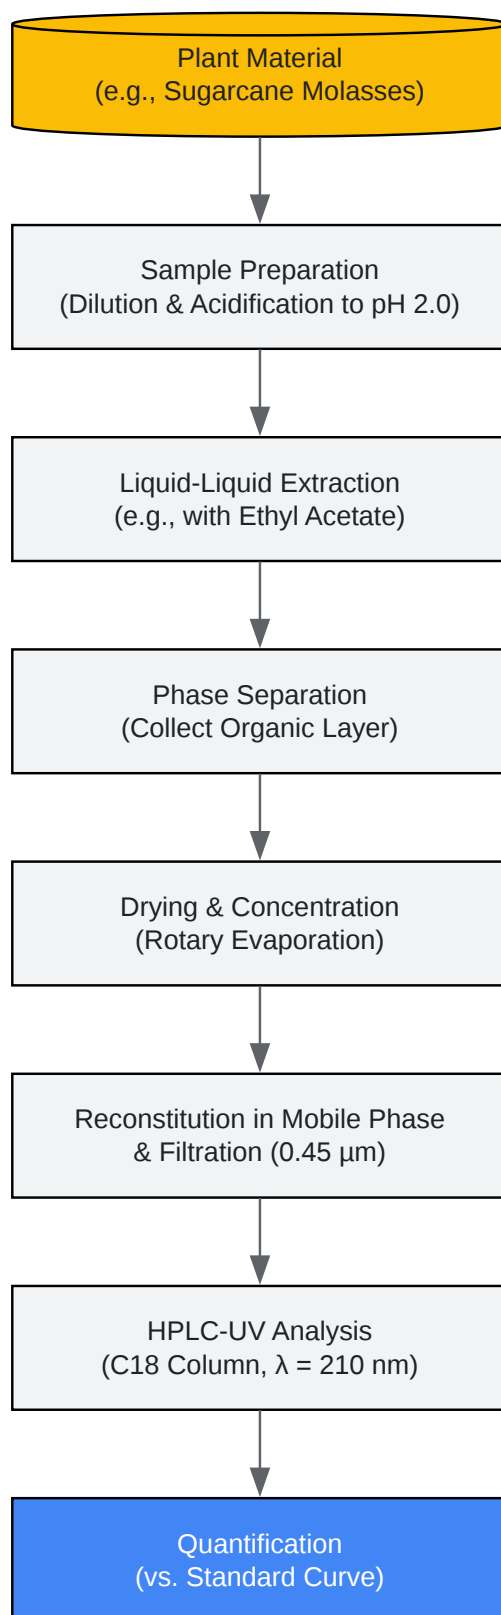 Plant Material
(e.g., Sugarcane Molasses)
Sample Preparation
(Dilution & Acidification to pH 2.0)
Liquid-Liquid Extraction
(e.g., with Ethyl Acetate)
Phase Separation
(Collect Organic Layer)
Drying & Concentration
(Rotary Evaporation)
Reconstitution in Mobile Phase
& Filtration (0.45 µm)
HPLC-UV Analysis
(C18 Column, λ = 210 nm)
Quantification
(vs. Standard Curve)